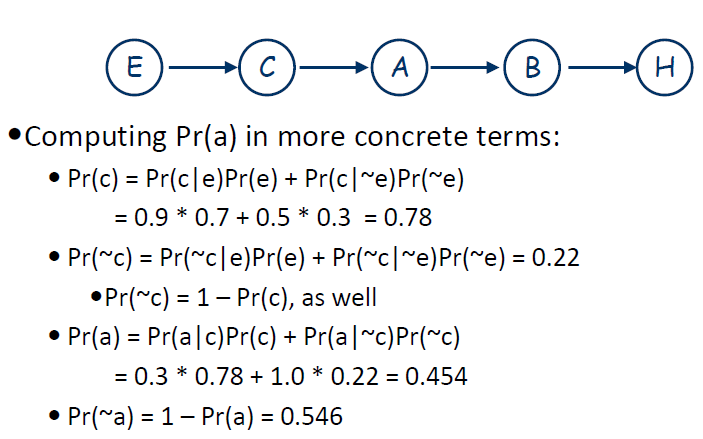 E C A B H
•Computing Pr(a) in more concrete terms:
• Pr(c) = Pr(c|e)Pr(e) + Pr(c|~e)Pr(~e)
= 0.9 * 0.7 + 0.5 * 0.3 = 0.78
• Pr(~c) = Pr(~c|e)Pr(e) + Pr(~c|~e)Pr(~e) = 0.22
•Pr(~c) = 1 – Pr(c), as well
• Pr(a) = Pr(a|c)Pr(c) + Pr(a|~c)Pr(~c)
= 0.3 * 0.78 + 1.0 * 0.22 = 0.454
• Pr(~a) = 1 – Pr(a) = 0.546